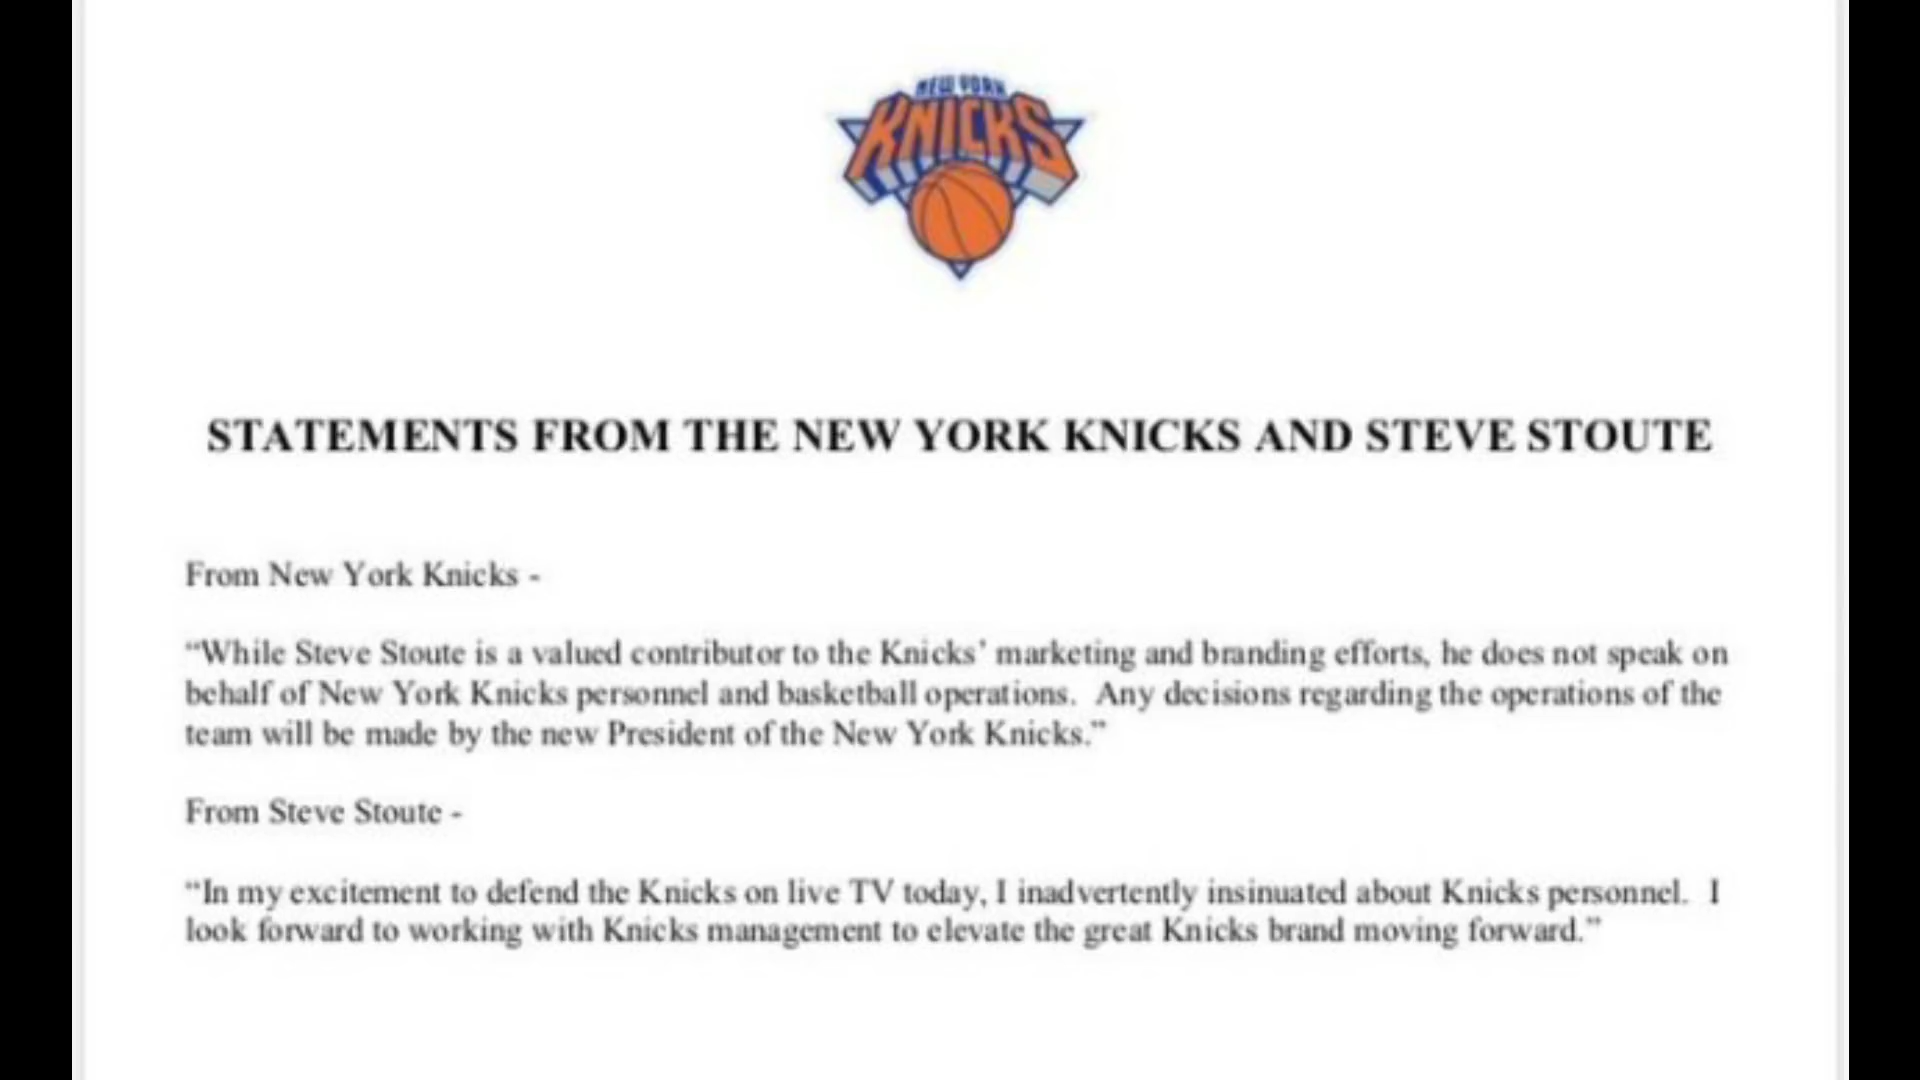 NEW YORK
KNICKS
STATEMENTS FROM THE NEW YORK KNICKS AND STEVE STOUTE
From New York Knicks -
“While Steve Stoute is a valued contributor to the Knicks’ marketing and branding efforts, he does not speak on
behalf of New York Knicks personnel and basketball operations.  Any decisions regarding the operations of the
team will be made by the new President of the New York Knicks.”
From Steve Stoute -
“In my excitement to defend the Knicks on live TV today, I inadvertently insinuated about Knicks personnel.  I
look forward to working with Knicks management to elevate the great Knicks brand moving forward.”